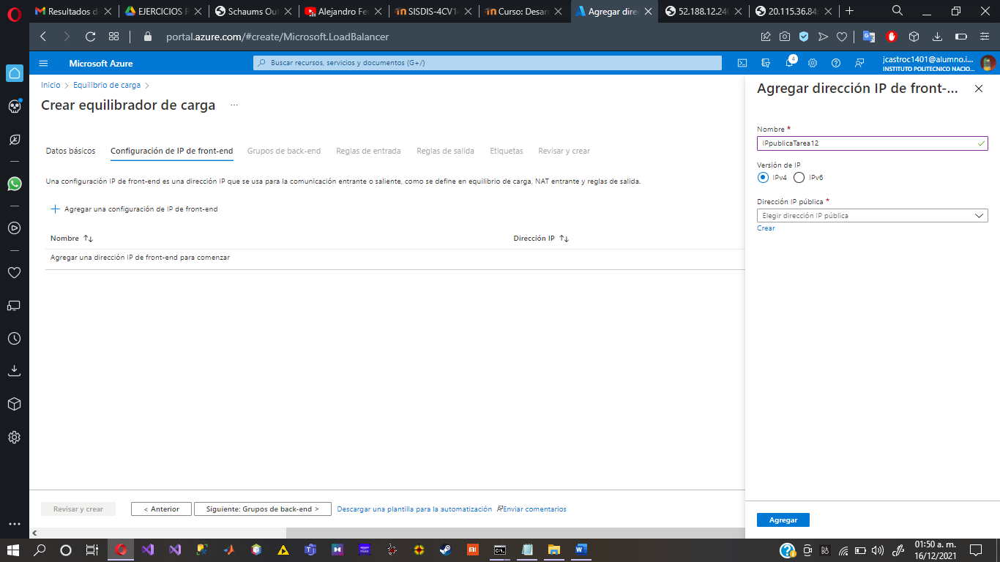 Resultados de
EJERCICIOS R
Schaums Out
Alejandro Fe
SISDIS-4CV14
Curso: Desar
Agregar direc
52.188.12.240
20.115.36.84:
portal.azure.com/#create/Microsoft.LoadBalancer
Microsoft Azure
Buscar recursos, servicios y documentos (G+/)
4
jcastroc1401@alumno.i...
INSTITUTO POLITECNICO NACIO...
Inicio > Equilibrio de carga >
Crear equilibrador de carga ...
Datos básicos Configuración de IP de front-end Grupos de back-end Reglas de entrada Reglas de salida Etiquetas Revisar y crear
Una configuración IP de front-end es una dirección IP que se usa para la comunicación entrante o saliente, como se define en equilibrio de carga, NAT entrante y reglas de salida.
+ Agregar una configuración de IP de front-end
Nombre ↑↓ Dirección IP ↑↓
Agregar una dirección IP de front-end para comenzar
Revisar y crear
< Anterior
Siguiente: Grupos de back-end >
Descargar una plantilla para la automatización
Enviar comentarios
Agregar dirección IP de front-...
Nombre *
IPpublicaTarea12
Versión de IP
IPv4 IPv6
Dirección IP pública *
Elegir dirección IP pública
Crear
Agregar
01:50 a. m.
16/12/2021